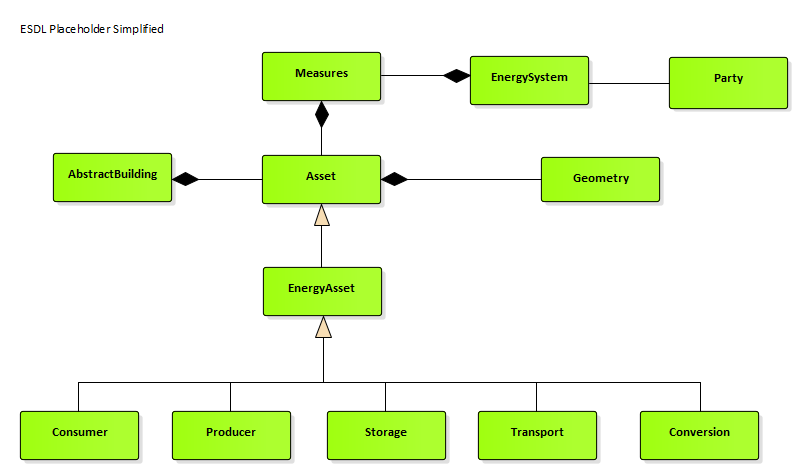 ESDL Placeholder Simplified
Measures
EnergySystem
Party
AbstractBuilding
Asset
Geometry
EnergyAsset
Consumer
Producer
Storage
Transport
Conversion